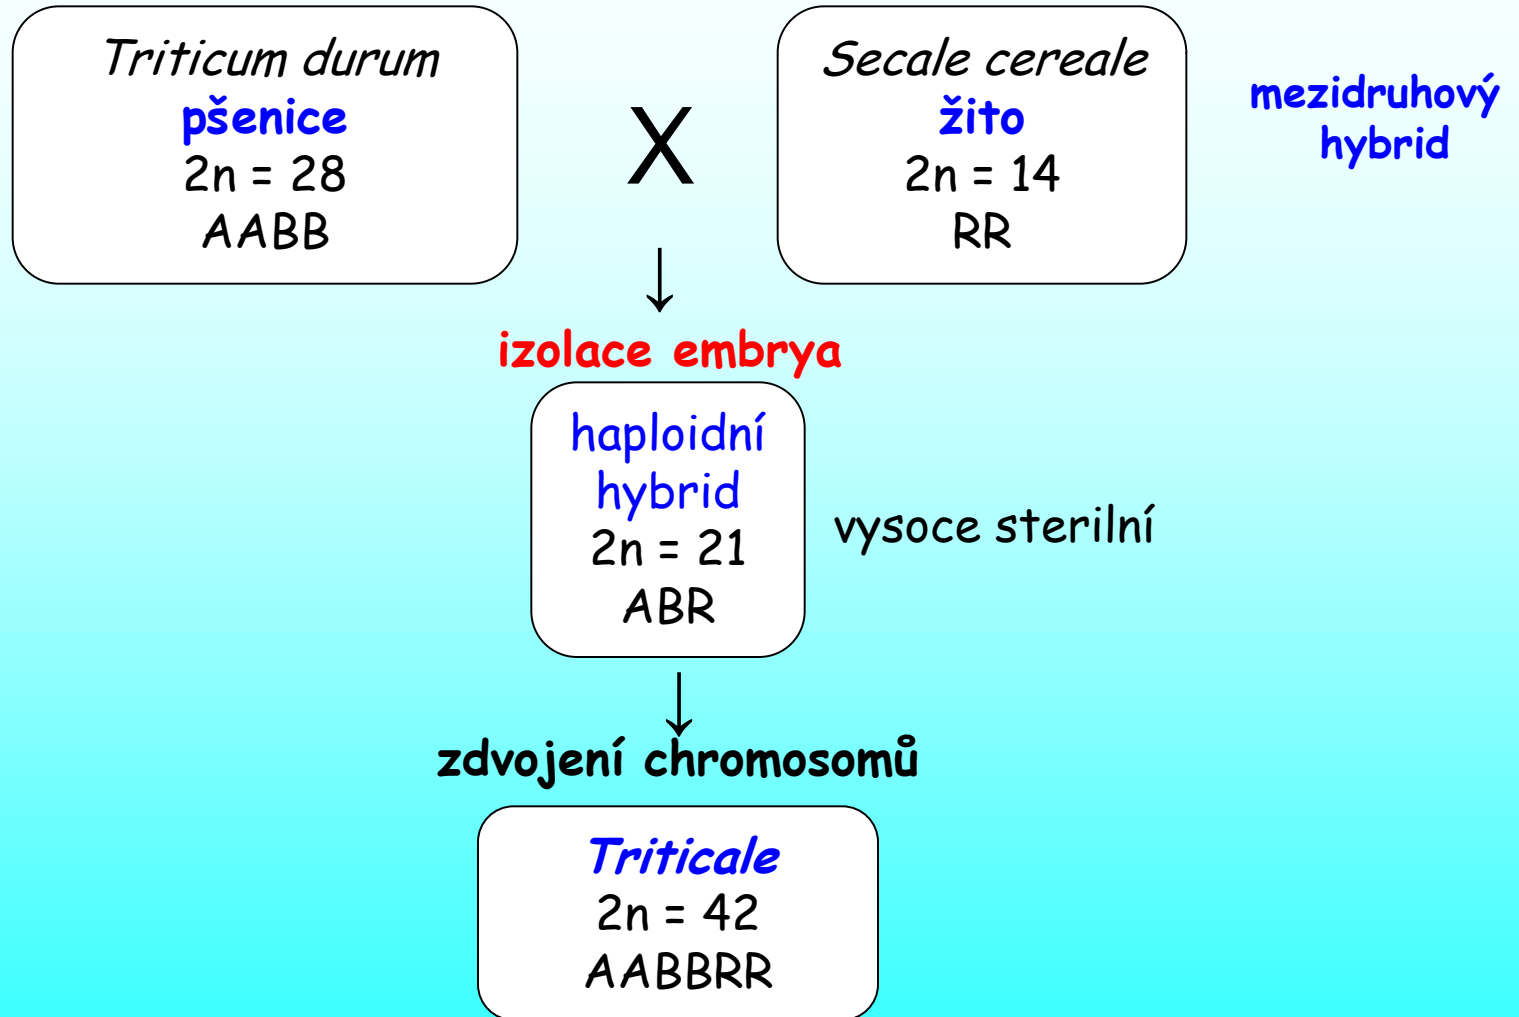 Triticum durum
pšenice
2n = 28
AABB
X
Secale cereale
žito
2n = 14
RR
mezidruhový
hybrid
↓
izolace embrya
haploidní
hybrid
2n = 21
ABR
vysoce sterilní
↓
zdvojení chromosomů
Triticale
2n = 42
AABBRR